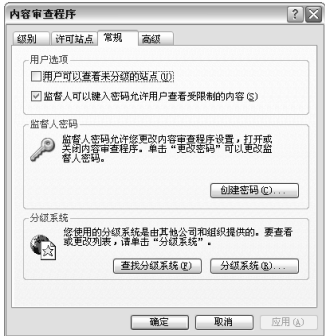 内容审查程序
级别 许可站点 常规 高级
用户选项
用户可以查看未分级的站点(U)
监督人可以键入密码允许用户查看受限制的内容(S)
监督人密码
监督人密码允许您更改内容审查程序设置，打开或
关闭内容审查程序。单击“更改密码”可以更改监
督人密码。
创建密码(C)...
分级系统
您使用的分级系统是由其他公司和组织提供的。要查看
或更改列表，请单击“分级系统”。
查找分级系统(F) 分级系统(R)...
确定 取消 应用(A)